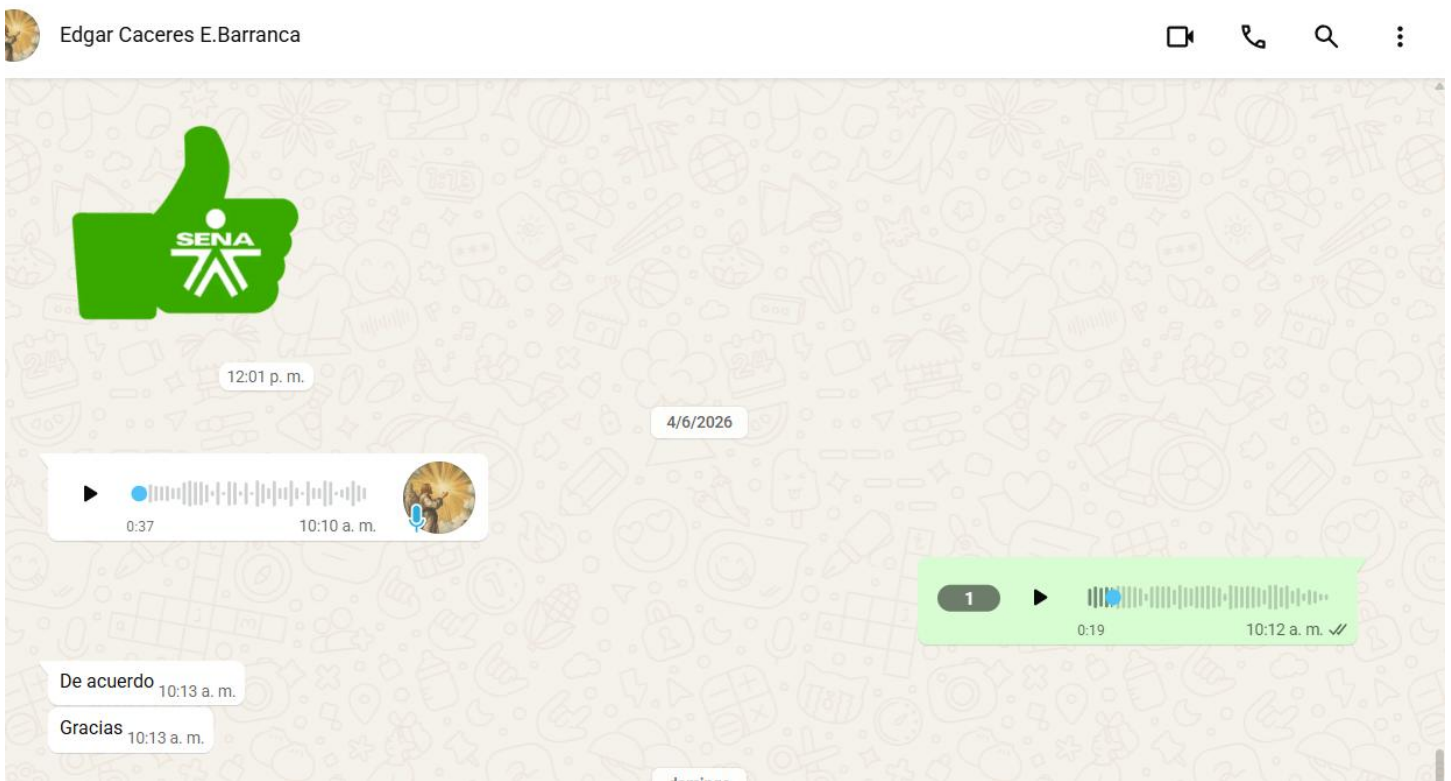 Edgar Caceres E.Barranca
SENA
12:01 p. m.
4/6/2026
0:37 10:10 a. m.
1
0:19 10:12 a. m.
De acuerdo 10:13 a. m.
Gracias 10:13 a. m.